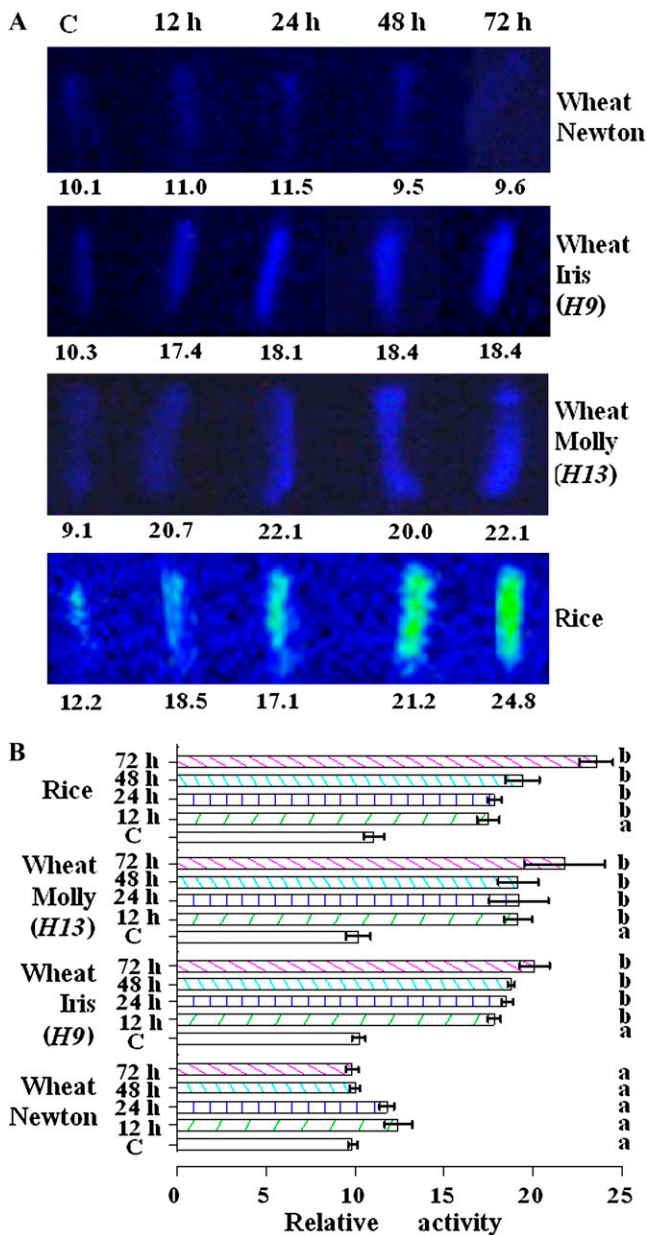 A C 12 h 24 h 48 h 72 h
Wheat
Newton
10.1 11.0 11.5 9.5 9.6
Wheat
Iris
(H9)
10.3 17.4 18.1 18.4 18.4
Wheat
Molly
(H13)
9.1 20.7 22.1 20.0 22.1
Rice
12.2 18.5 17.1 21.2 24.8
B
Rice
72 h b
48 h b
24 h b
12 h b
C a
Wheat
Molly
(H13)
72 h b
48 h b
24 h b
12 h b
C a
Wheat
Iris
(H9)
72 h b
48 h b
24 h b
12 h b
C a
Wheat
Newton
72 h a
48 h a
24 h a
12 h a
C a
0 5 10 15 20 25
Relative activity